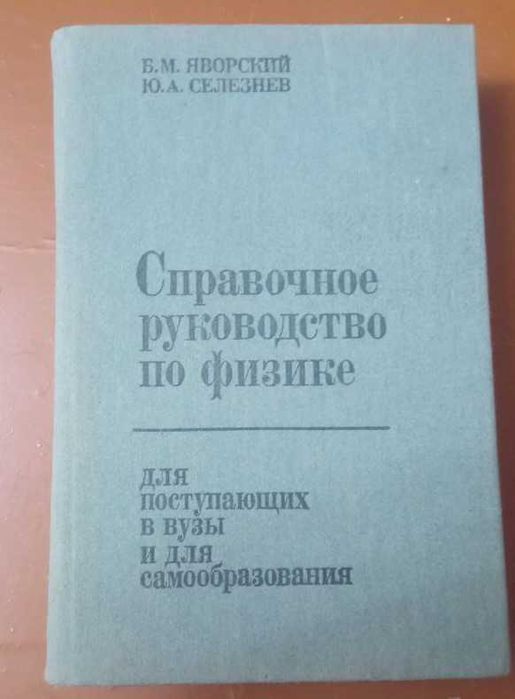 Б.М. ЯВОРСКИЙ
Ю.А. СЕЛЕЗНЕВ
Справочное
руководство
по физике
для
поступающих
в вузы
и для
самообразования